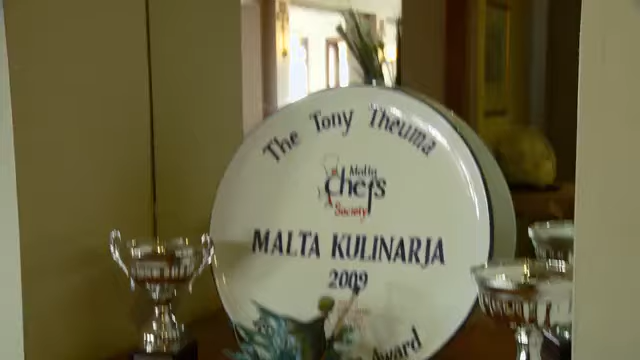 The Tony Theuma
Malta
Chefs
Society
MALTA KULINARJA
2009
Award